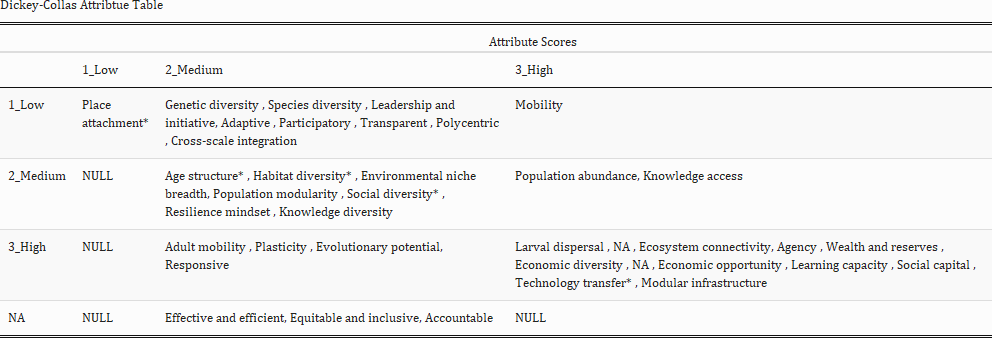 Dickey-Collas Attribtue Table
Attribute Scores
1_Low 2_Medium 3_High
1_Low Place attachment* Genetic diversity , Species diversity , Leadership and initiative, Adaptive , Participatory , Transparent , Polycentric , Cross-scale integration Mobility
2_Medium NULL Age structure* , Habitat diversity* , Environmental niche breadth, Population modularity , Social diversity* , Resilience mindset , Knowledge diversity Population abundance, Knowledge access
3_High NULL Adult mobility , Plasticity , Evolutionary potential, Responsive Larval dispersal , NA , Ecosystem connectivity, Agency , Wealth and reserves , Economic diversity , NA , Economic opportunity , Learning capacity , Social capital , Technology transfer* , Modular infrastructure
NA NULL Effective and efficient, Equitable and inclusive, Accountable NULL